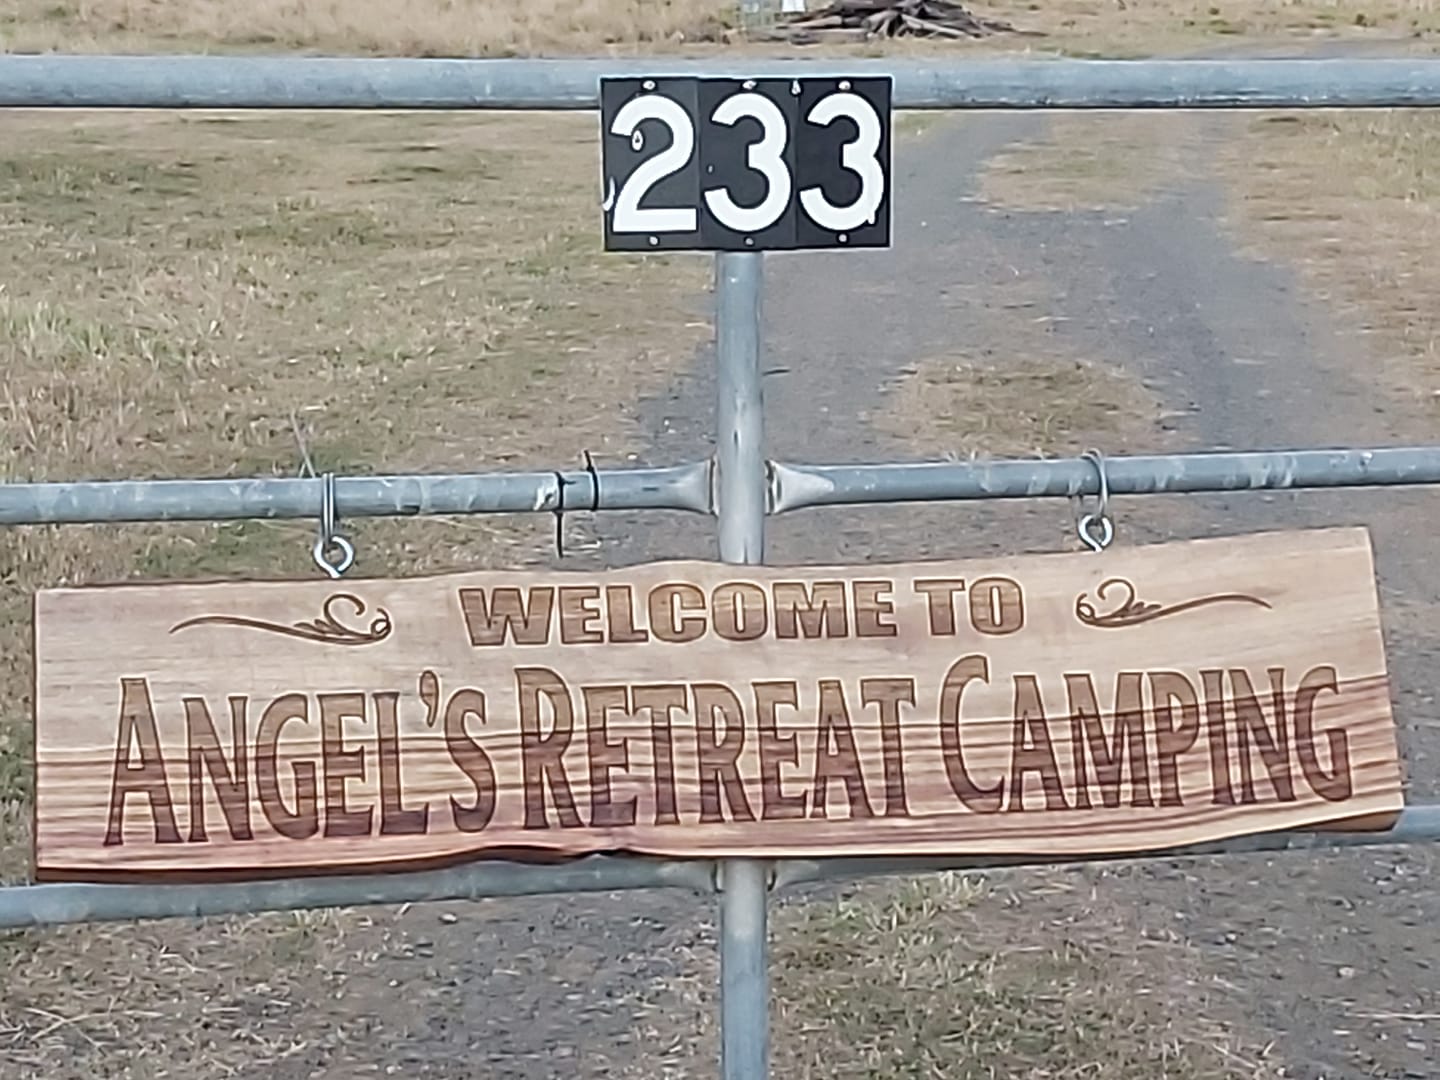 233
WELCOME TO
ANGEL'S RETREAT CAMPING